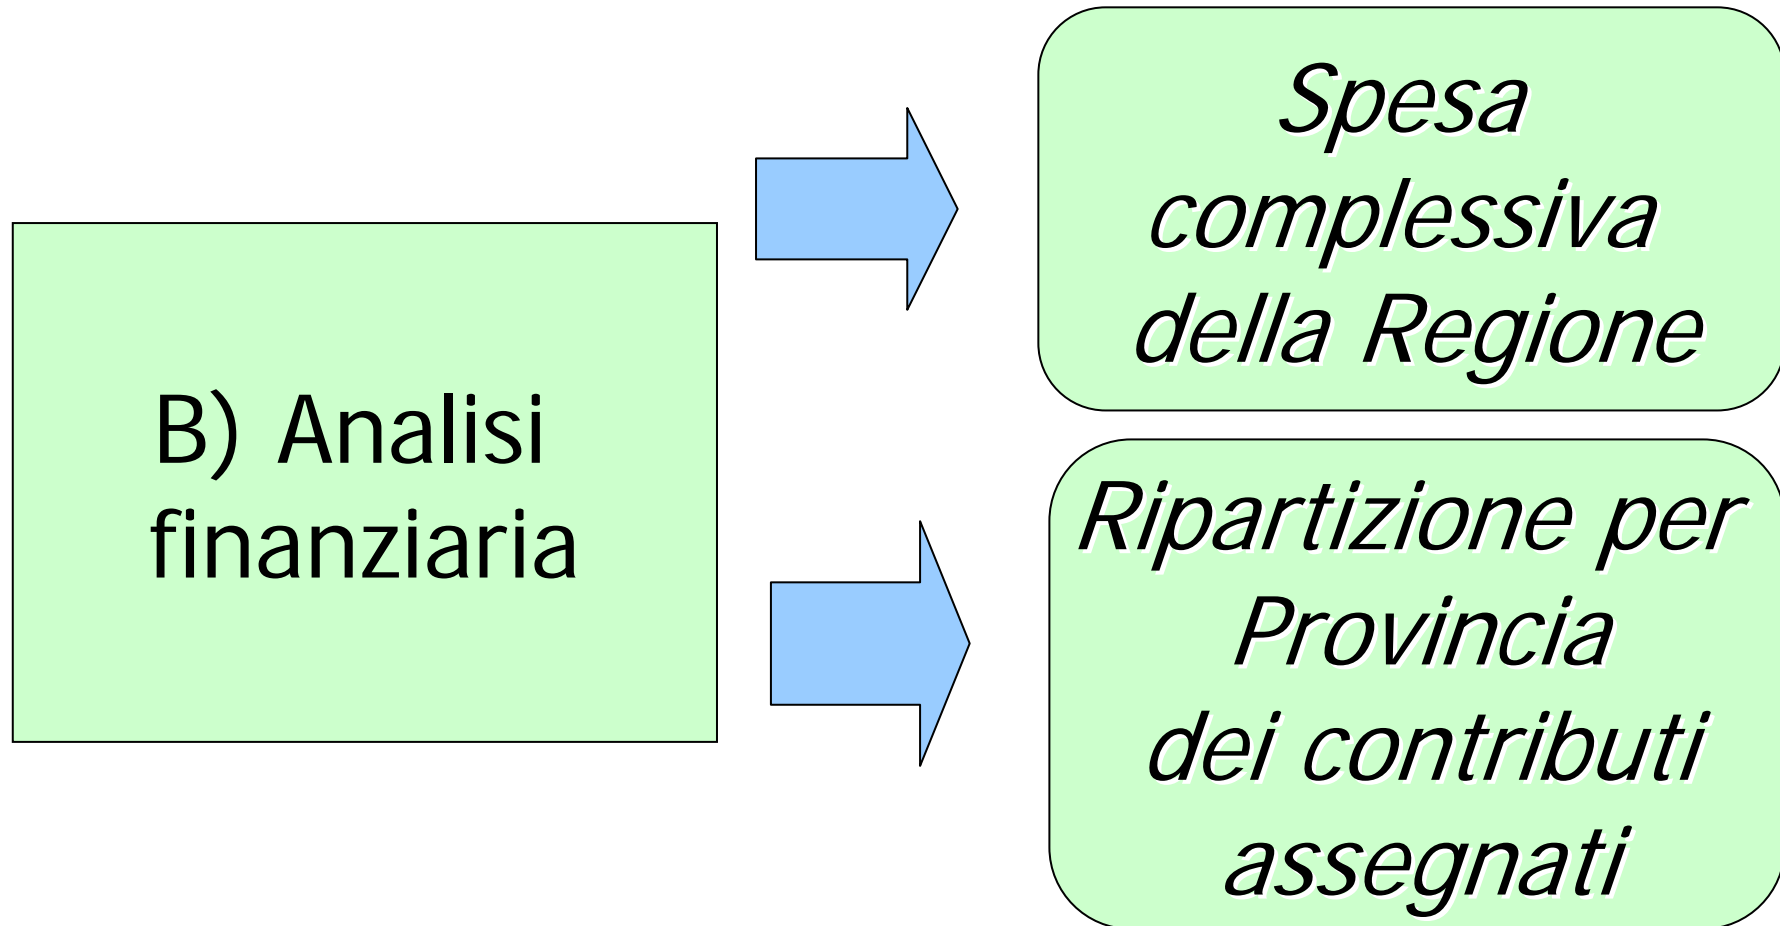 B) Analisi
finanziaria
Spesa
complessiva
della Regione
Ripartizione per
Provincia
dei contributi
assegnati